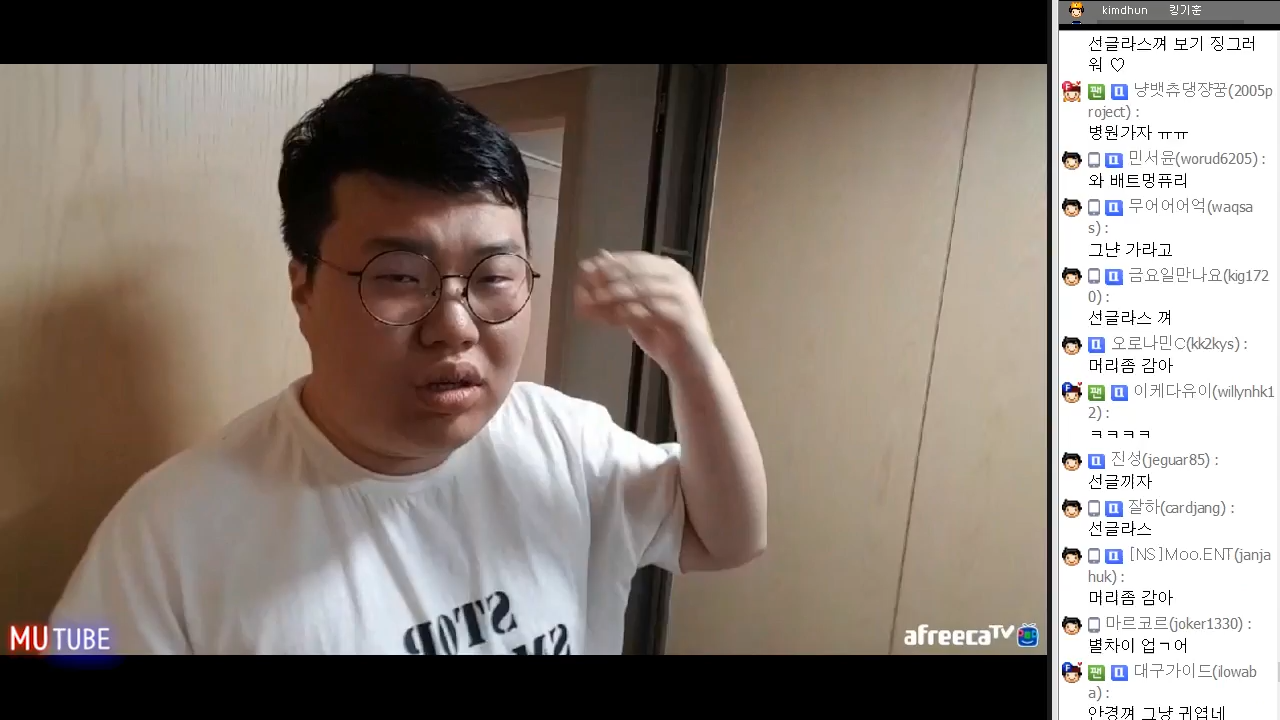 kimdhun 킹기훈
선글라스껴 보기 징그러
워 ♡
팬 냥뱃츄댕쟝꿍(2005p
roject) :
병원가자 ㅠㅠ
민서윤(worud6205) :
와 배트멍퓨리
무어어어억(waqsa
s) :
그냔 가라고
금요일만나요(kig172
0) :
선글라스 껴
오로나민C(kk2kys) :
머리좀 감아
팬 이케다유이(willynhk1
2) :
ㅋㅋㅋㅋ
진성(jeguar85) :
선글끼자
잘하(cardjang) :
선글라스
[NS]Moo.ENT(janja
huk) :
머리좀 감아
마르코르(joker1330) :
별차이 업ㄱ어
팬 대구가이드(ilowab
a) :
안경껴 그냥 귀엽네
STOP
MUTUBE
afreecaTV